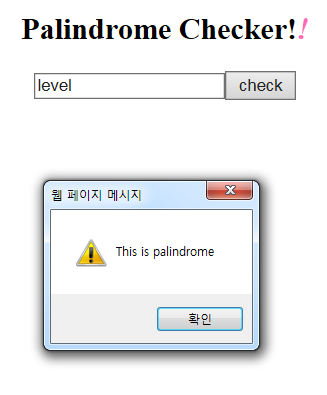 Palindrome Checker!!
level check
웹 페이지 메시지
This is palindrome
확인